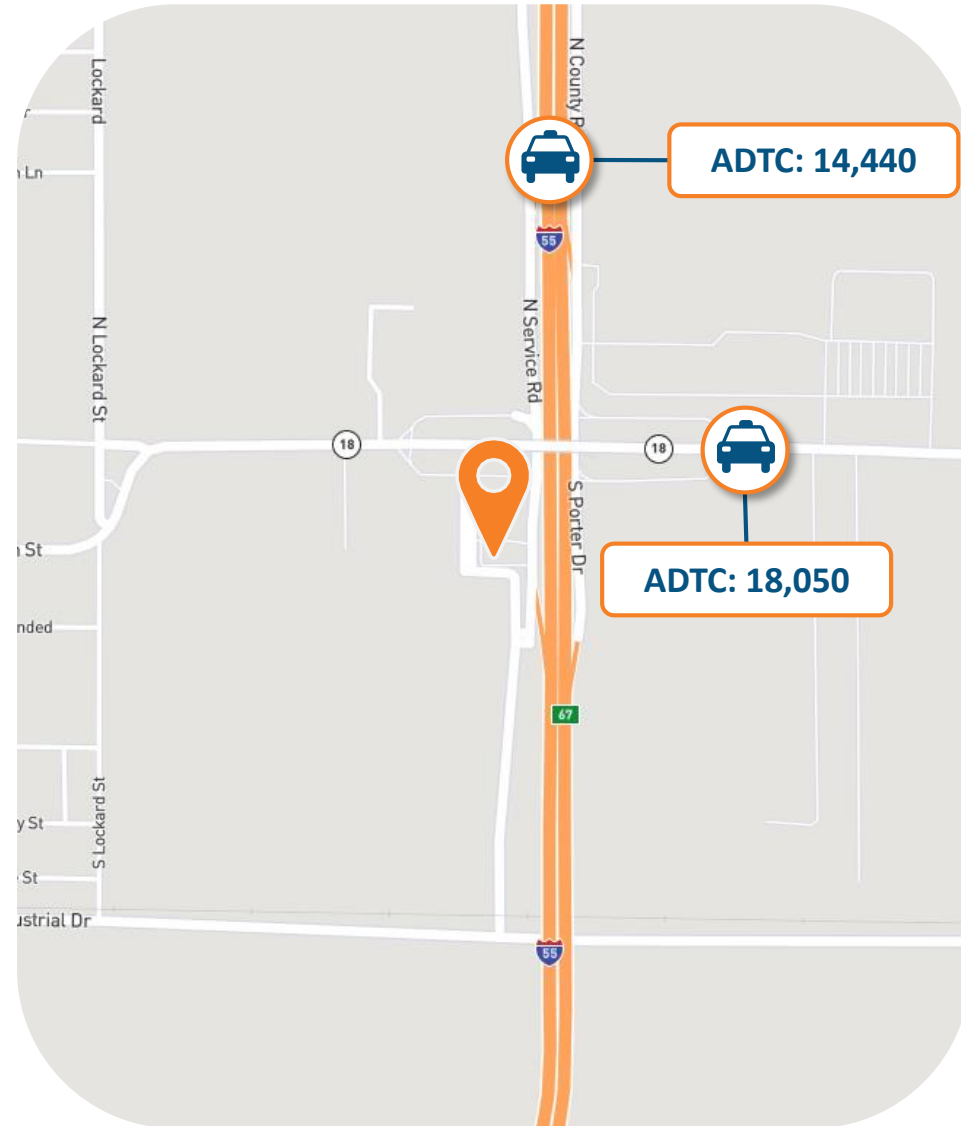 Lockard
N County R
Ln
ADTC: 14,440
55
N Service Rd
N Lockard St
18
18
S Porter Dr
St
ADTC: 18,050
nded
67
S Lockard St
y St
St
ustrial Dr
55